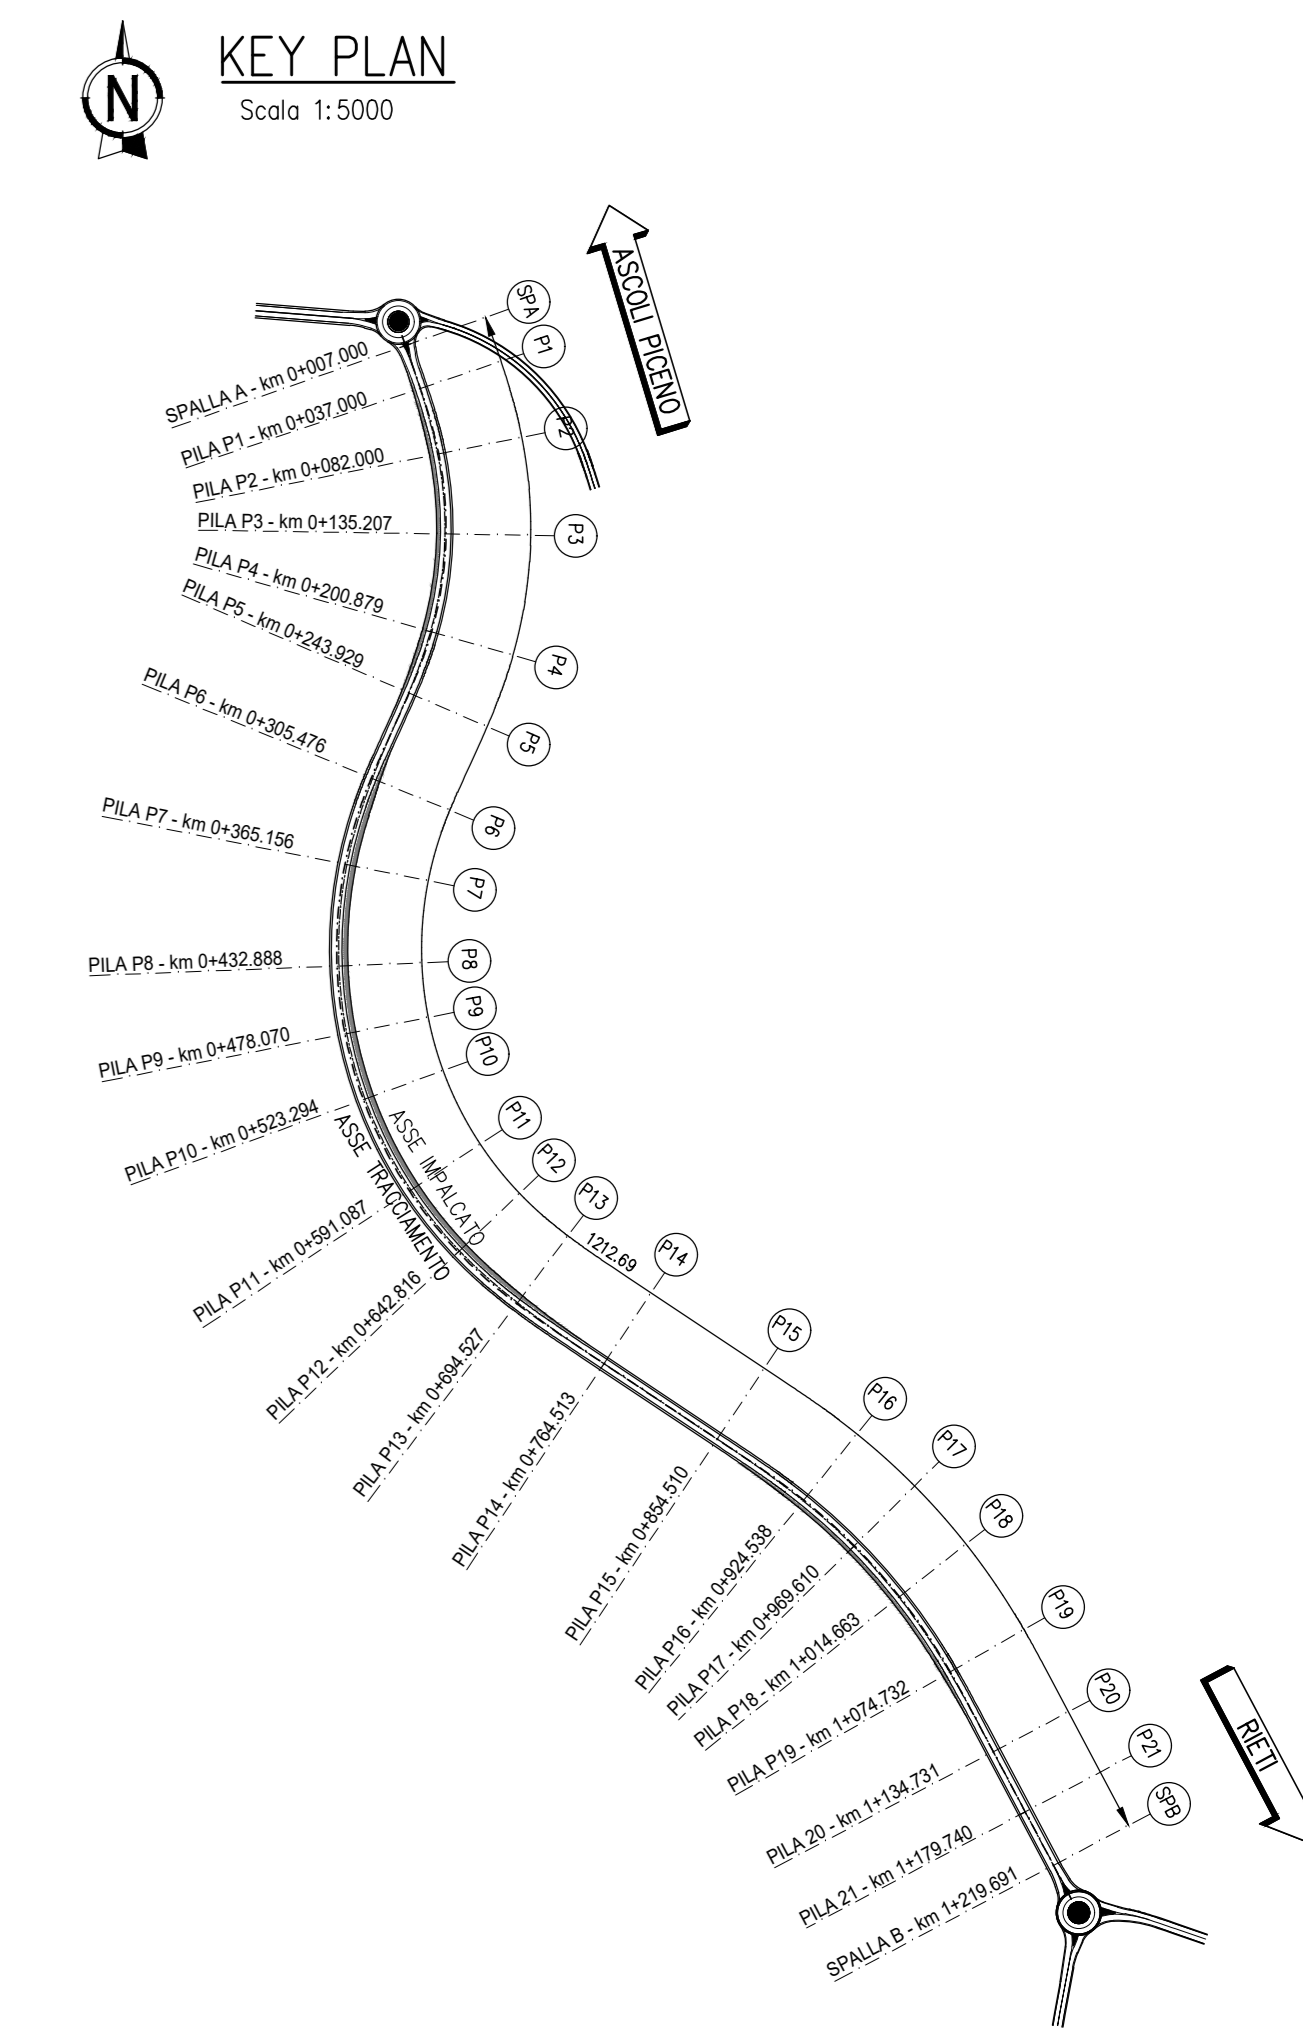 N
KEY PLAN
Scala 1:5000
ASCOLI PICENO
SPALLA A - km 0+007.000
SPA
PILA P1 - km 0+037.000
P1
PILA P2 - km 0+082.000
P2
PILA P3 - km 0+135.207
P3
PILA P4 - km 0+200.879
P4
PILA P5 - km 0+243.929
P5
PILA P6 - km 0+305.476
P6
PILA P7 - km 0+365.156
P7
PILA P8 - km 0+432.888
P8
PILA P9 - km 0+478.070
P9
PILA P10 - km 0+523.294
P10
ASSE IMPALCATO
ASSE TRACCIAMENTO
PILA P11 - km 0+591.087
P11
PILA P12 - km 0+642.816
P12
PILA P13 - km 0+694.527
P13
1212.69
PILA P14 - km 0+764.513
P14
PILA P15 - km 0+854.510
P15
PILA P16 - km 0+924.538
P16
PILA P17 - km 0+969.610
P17
PILA P18 - km 1+014.663
P18
PILA P19 - km 1+074.732
P19
PILA 20 - km 1+134.731
P20
PILA 21 - km 1+179.740
P21
SPALLA B - km 1+219.691
SPB
RIETI